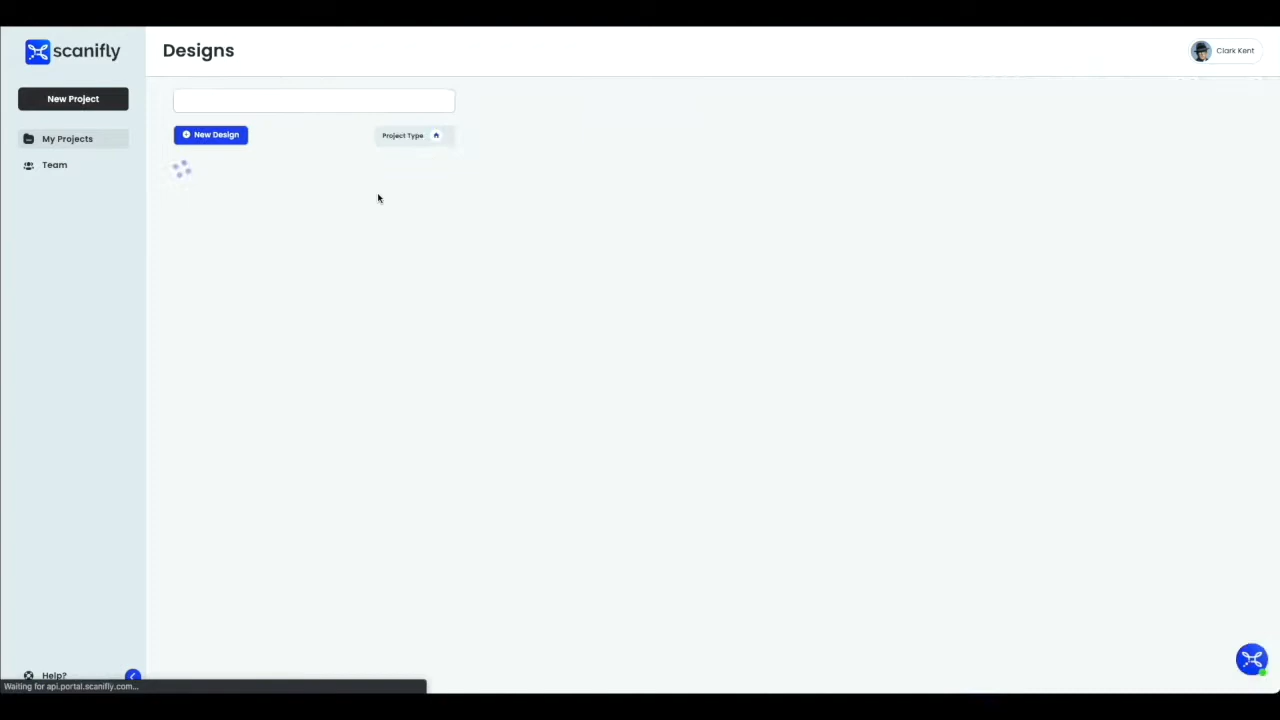 scanifly
Designs
Clark Kent
New Project
My Projects
Team
New Design
Project Type
Help?
Waiting for api.portal.scanifly.com...